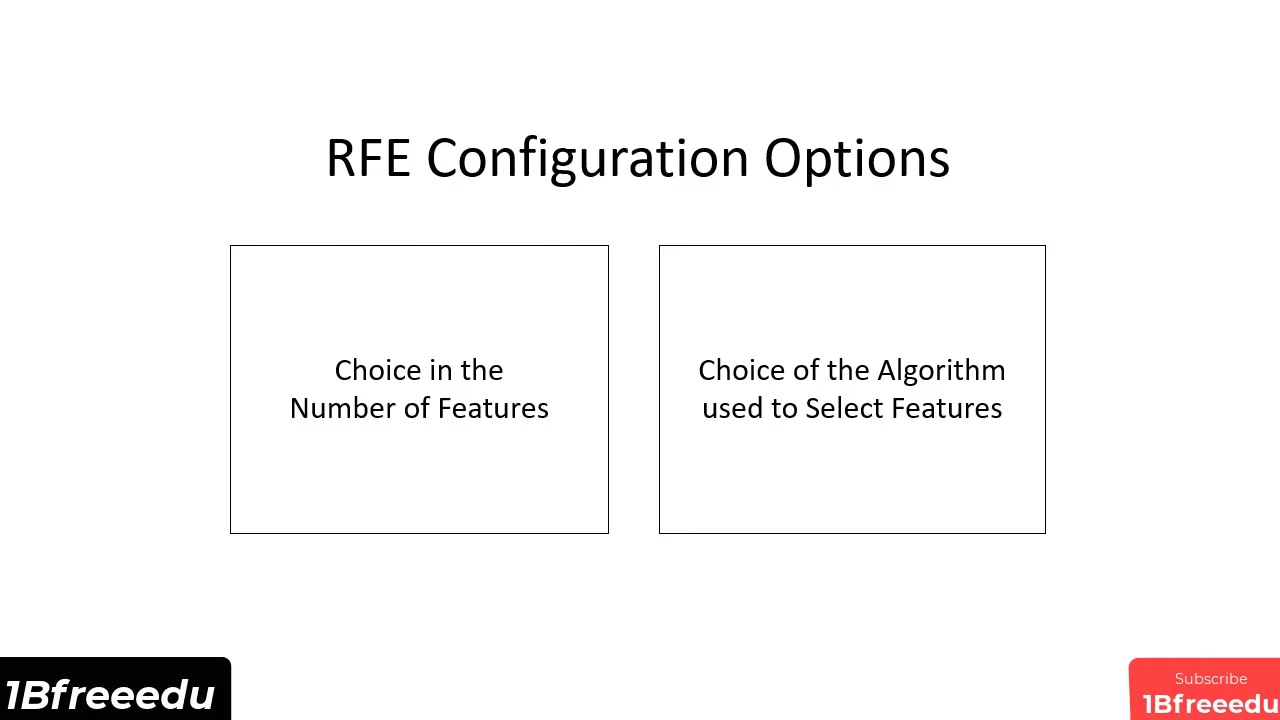 RFE Configuration Options
Choice in the
Number of Features
Choice of the Algorithm
used to Select Features
1Bfreeedu
Subscribe
1Bfreeedu